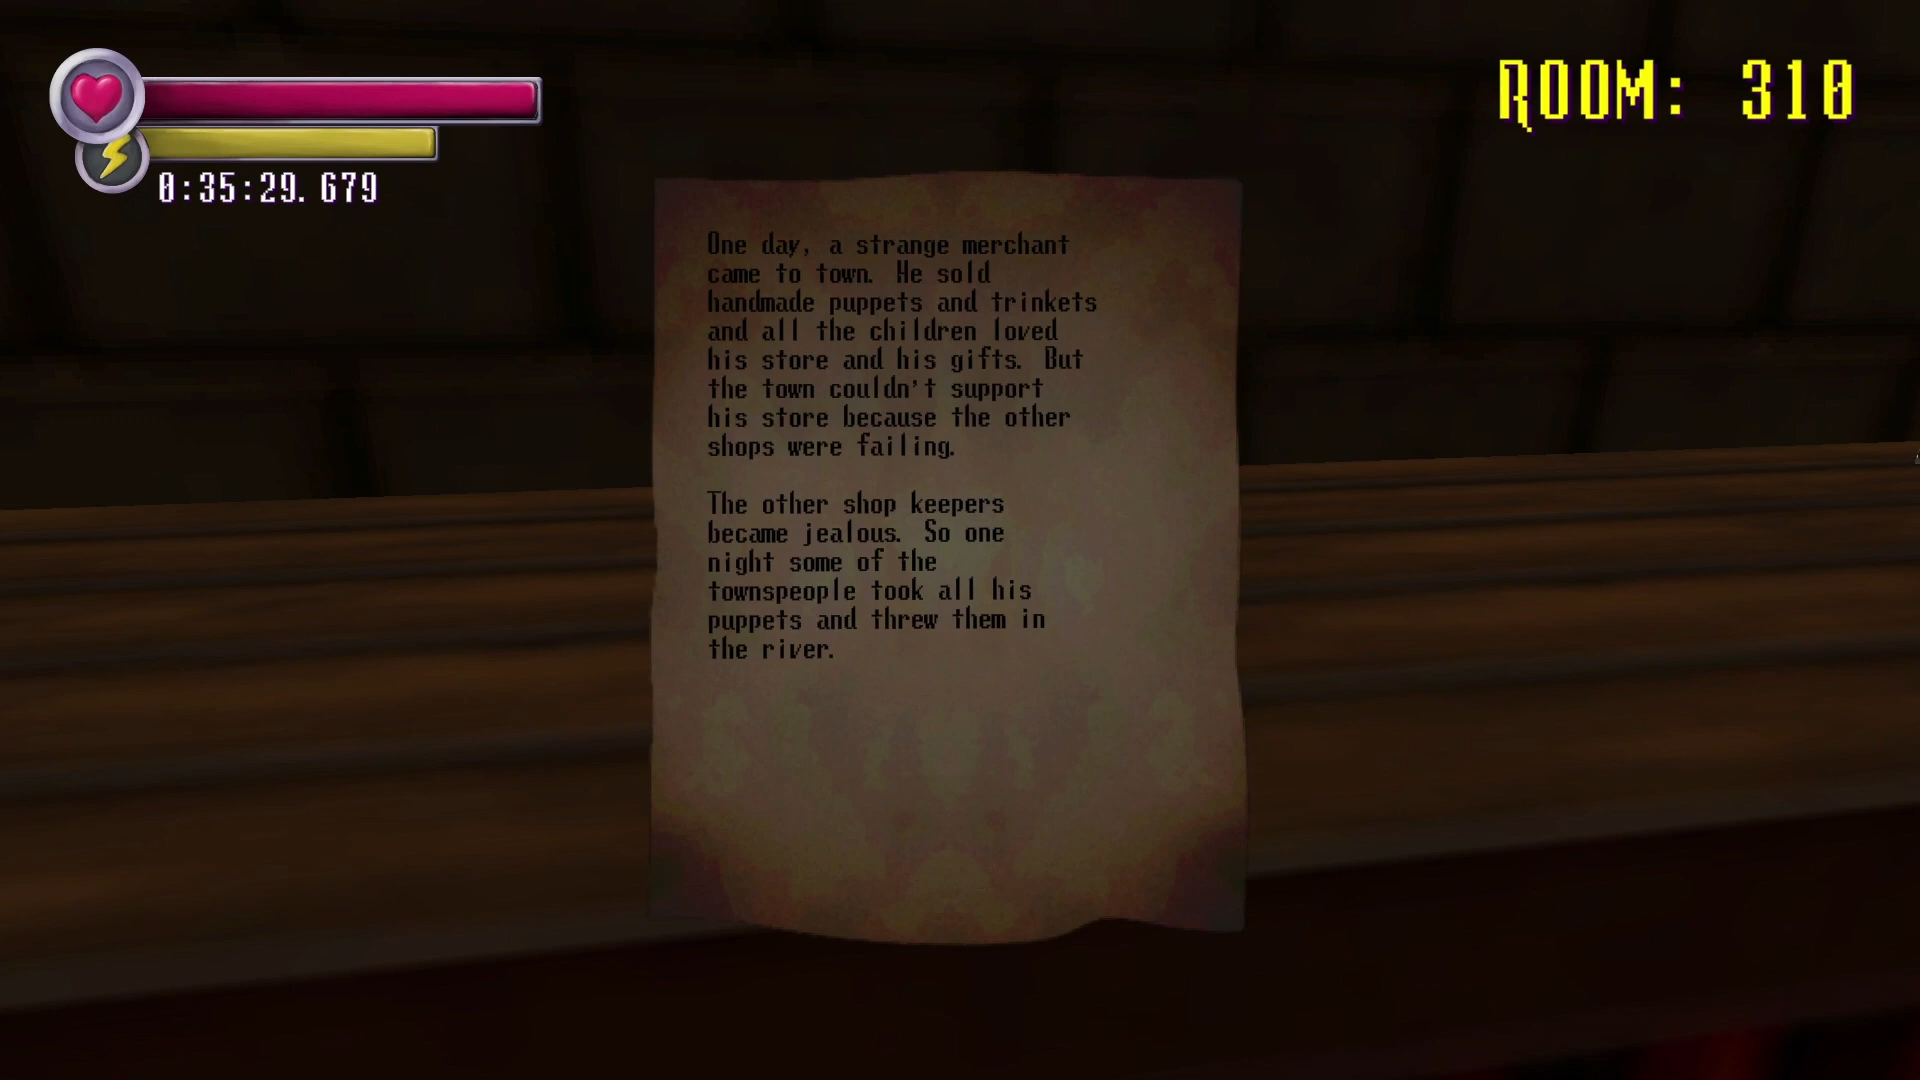 ROOM: 310
0:35:29.679
One day, a strange merchant
came to town. He sold
handmade puppets and trinkets
and all the children loved
his store and his gifts. But
the town couldn't support
his store because the other
shops were failing.
The other shop keepers
became jealous. So one
night some of the
townspeople took all his
puppets and threw them in
the river.